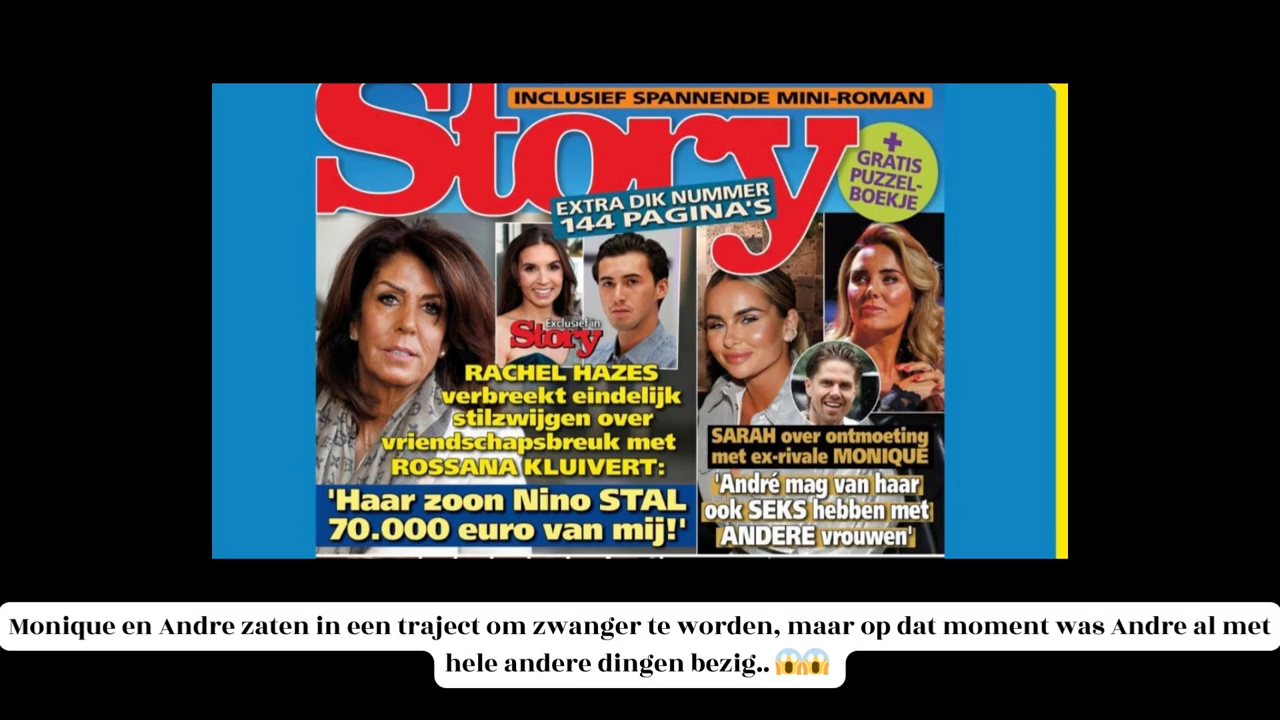 INCLUSIEF SPANNENDE MINI-ROMAN
Story
+
GRATIS
PUZZEL-
BOEKJE
EXTRA DIK NUMMER
144 PAGINA'S
Exclusief in
Story
RACHEL HAZES
verbreekt eindelijk
stilzwijgen over
vriendschapsbreuk met
ROSSANA KLUIVERT:
'Haar zoon Nino STAL
70.000 euro van mij!'
SARAH over ontmoeting
met ex-rivale MONIQUE
'André mag van haar
ook SEKS hebben met
ANDERE vrouwen'
Monique en Andre zaten in een traject om zwanger te worden, maar op dat moment was Andre al met
hele andere dingen bezig.. 😱😱